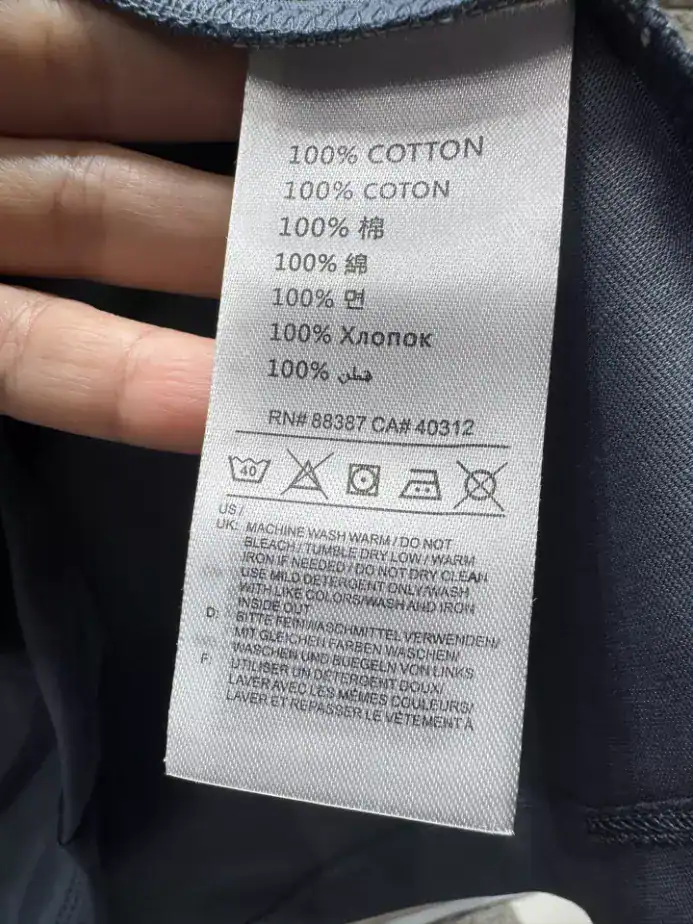 100% COTTON
100% COTON
100% 棉
100% 綿
100% 면
100% Хлопок
100% قطن
RN# 88387 CA# 40312
40
US /
UK: MACHINE WASH WARM / DO NOT
BLEACH / TUMBLE DRY LOW / WARM
IRON IF NEEDED / DO NOT DRY CLEAN
USE MILD DETERGENT ONLY/WASH
WITH LIKE COLORS/WASH AND IRON
INSIDE OUT
D: BITTE FEINWASCHMITTEL VERWENDEN/
MIT GLEICHEN FARBEN WASCHEN/
WASCHEN UND BUEGELN VON LINKS
F: UTILISER UN DETERGENT DOUX/
LAVER AVEC LES MÊMES COULEURS/
LAVER ET REPASSER LE VÊTEMENT À